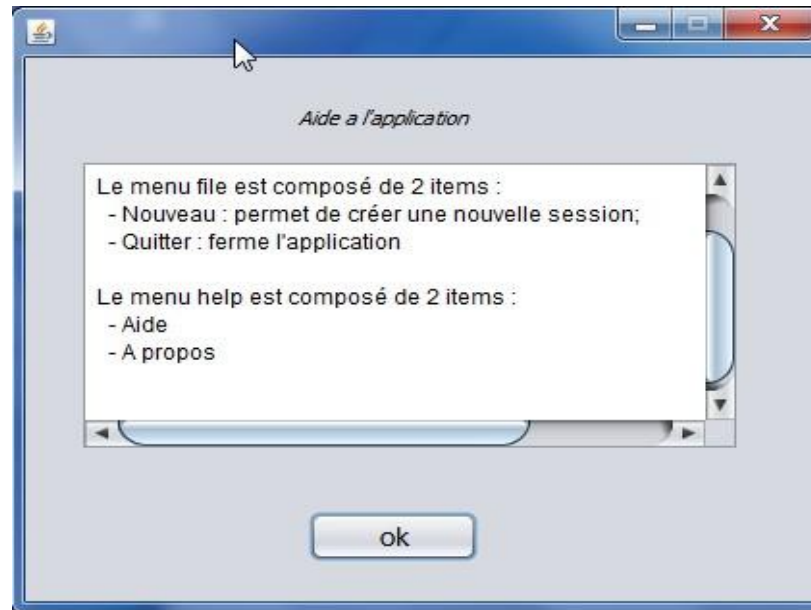 Aide a l'application
Le menu file est composé de 2 items :
- Nouveau : permet de créer une nouvelle session;
- Quitter : ferme l'application
Le menu help est composé de 2 items :
- Aide
- A propos
ok